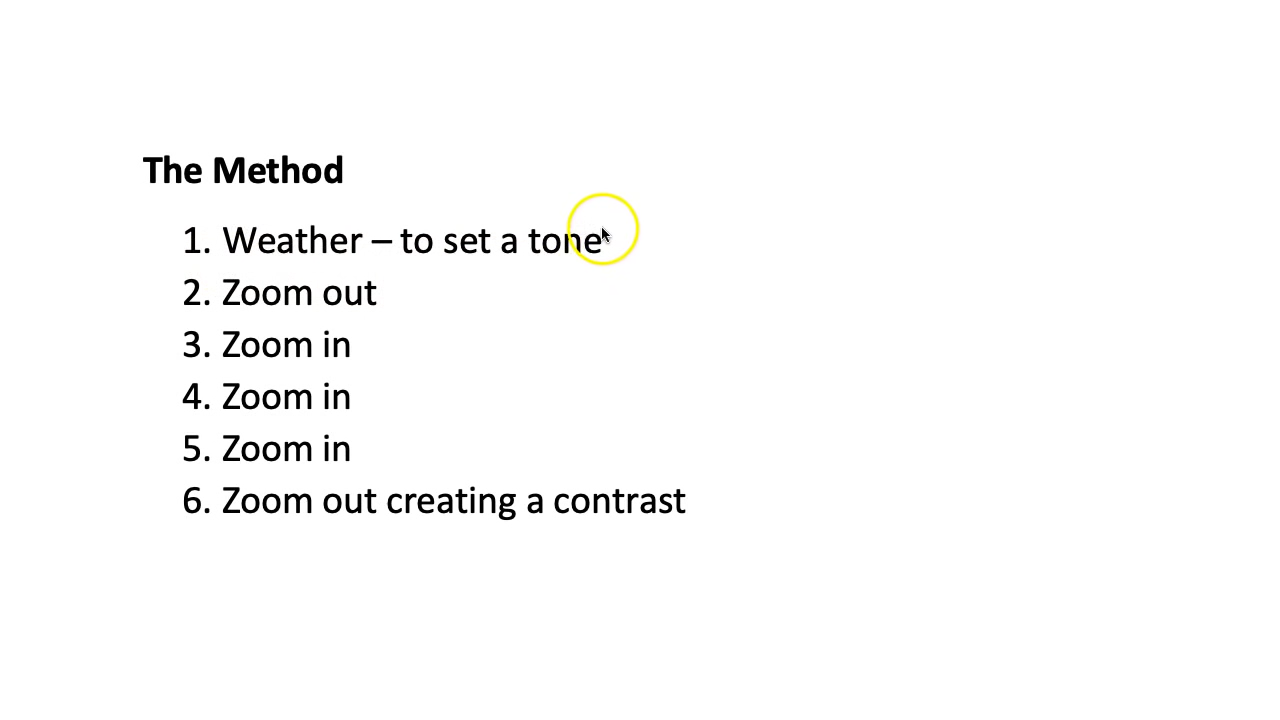 The Method
1. Weather – to set a tone
2. Zoom out
3. Zoom in
4. Zoom in
5. Zoom in
6. Zoom out creating a contrast